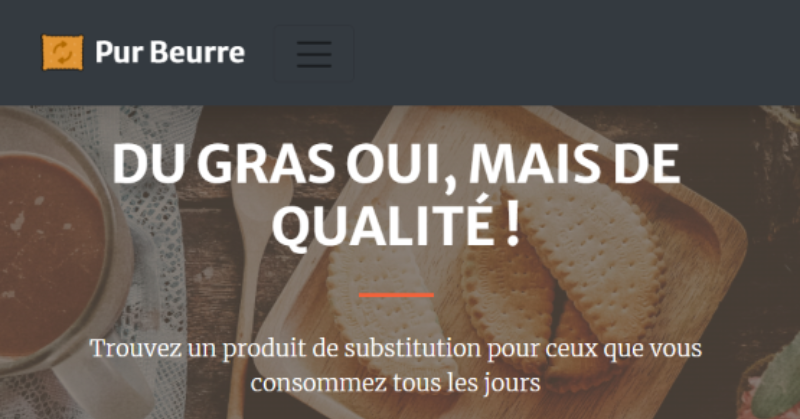 Pur Beurre
DU GRAS OUI, MAIS DE
QUALITÉ !
Trouvez un produit de substitution pour ceux que vous
consommez tous les jours